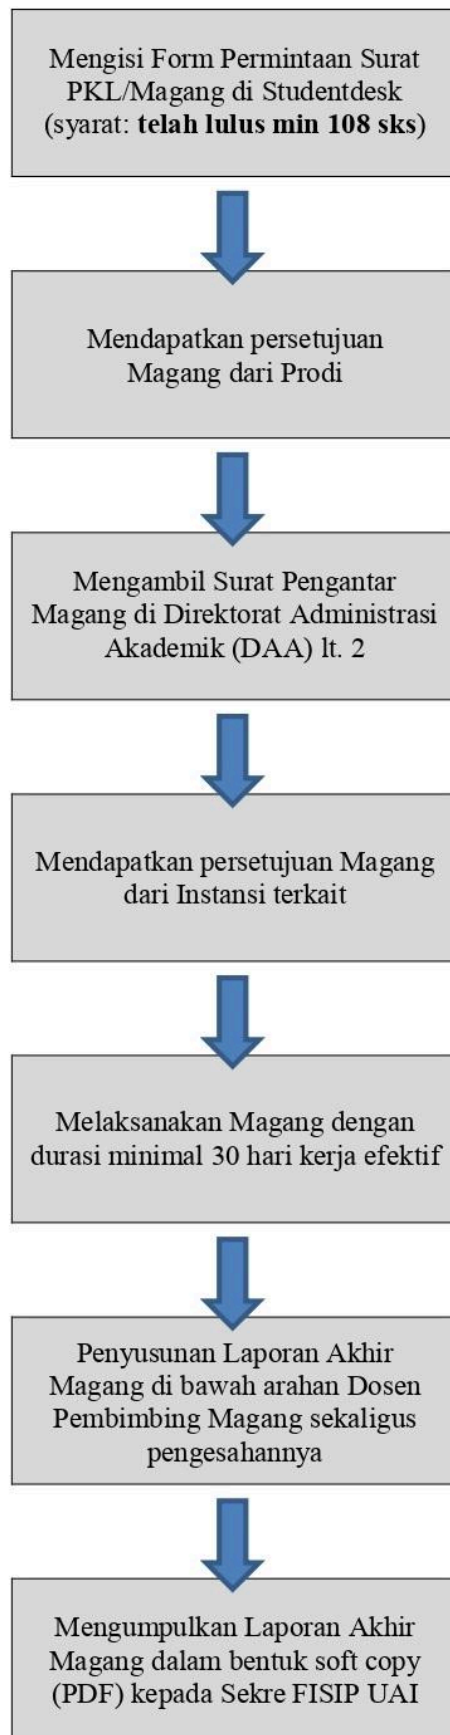 Mengisi Form Permintaan Surat
PKL/Magang di Studentdesk
(syarat: telah lulus min 108 sks)
Mendapatkan persetujuan
Magang dari Prodi
Mengambil Surat Pengantar
Magang di Direktorat Administrasi
Akademik (DAA) lt. 2
Mendapatkan persetujuan Magang
dari Instansi terkait
Melaksanakan Magang dengan
durasi minimal 30 hari kerja efektif
Penyusunan Laporan Akhir
Magang di bawah arahan Dosen
Pembimbing Magang sekaligus
pengesahannya
Mengumpulkan Laporan Akhir
Magang dalam bentuk soft copy
(PDF) kepada Sekre FISIP UAI